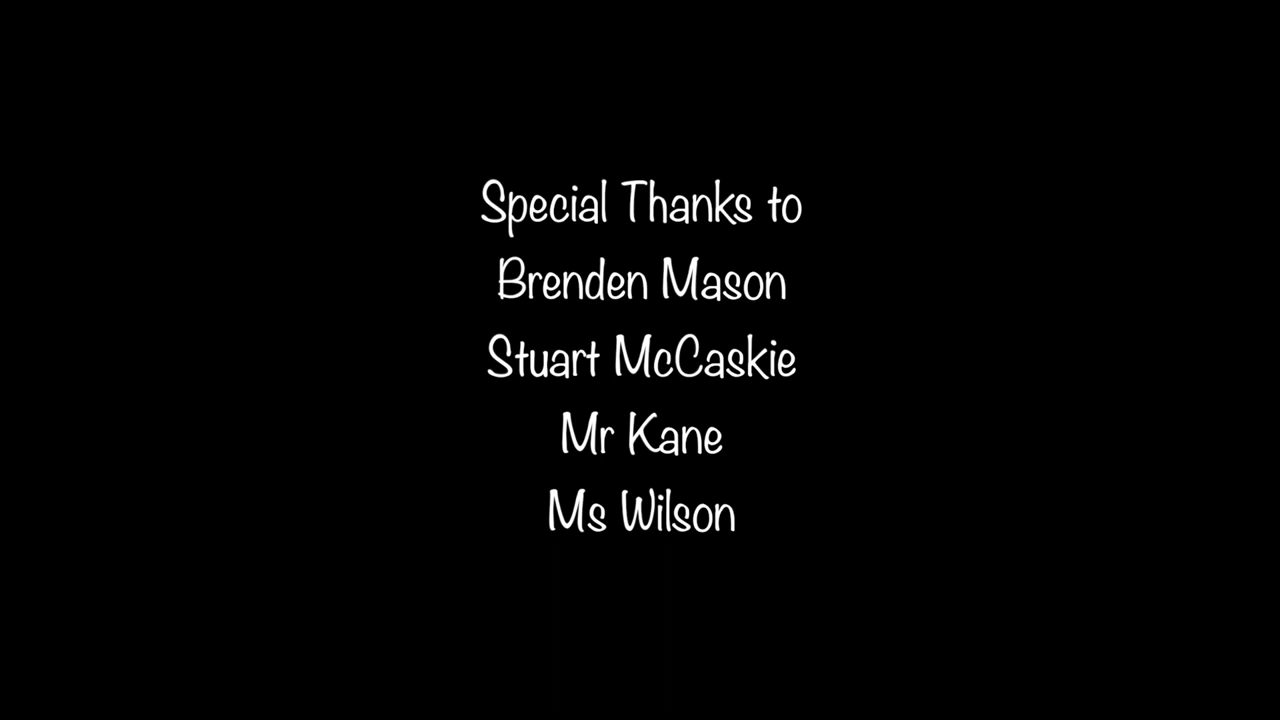 Special Thanks to
Brenden Mason
Stuart McCaskie
Mr Kane
Ms Wilson